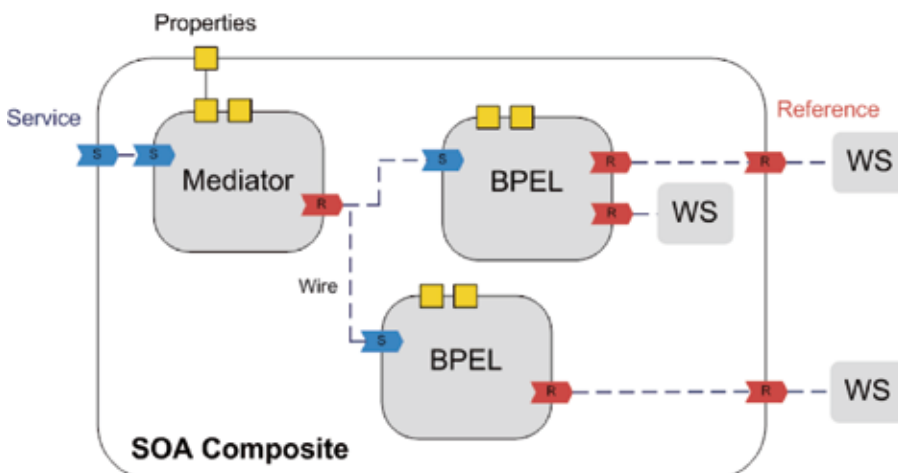 Properties
Service
Reference
S
S
Mediator
R
S
BPEL
R
R
WS
R
WS
Wire
S
BPEL
R
R
WS
SOA Composite